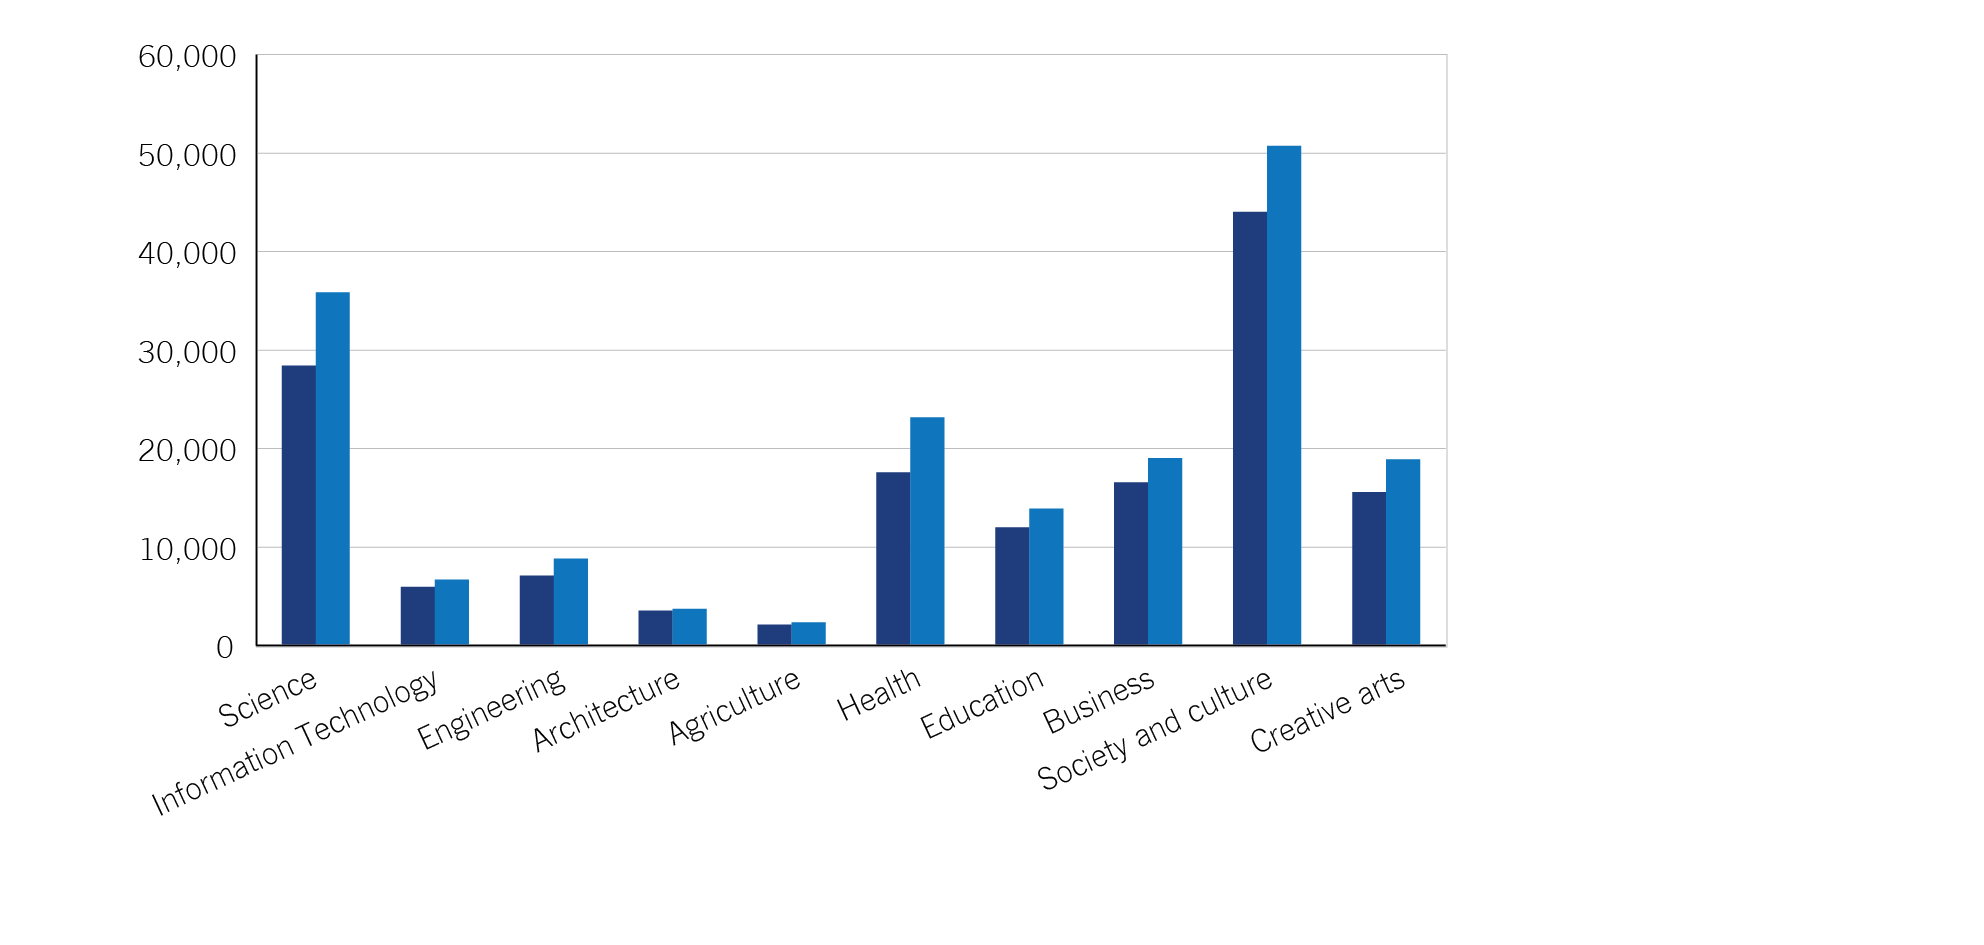 60,000
50,000
40,000
30,000
20,000
10,000
0
Science
Information Technology
Engineering
Architecture
Agriculture
Health
Education
Business
Society and culture
Creative arts